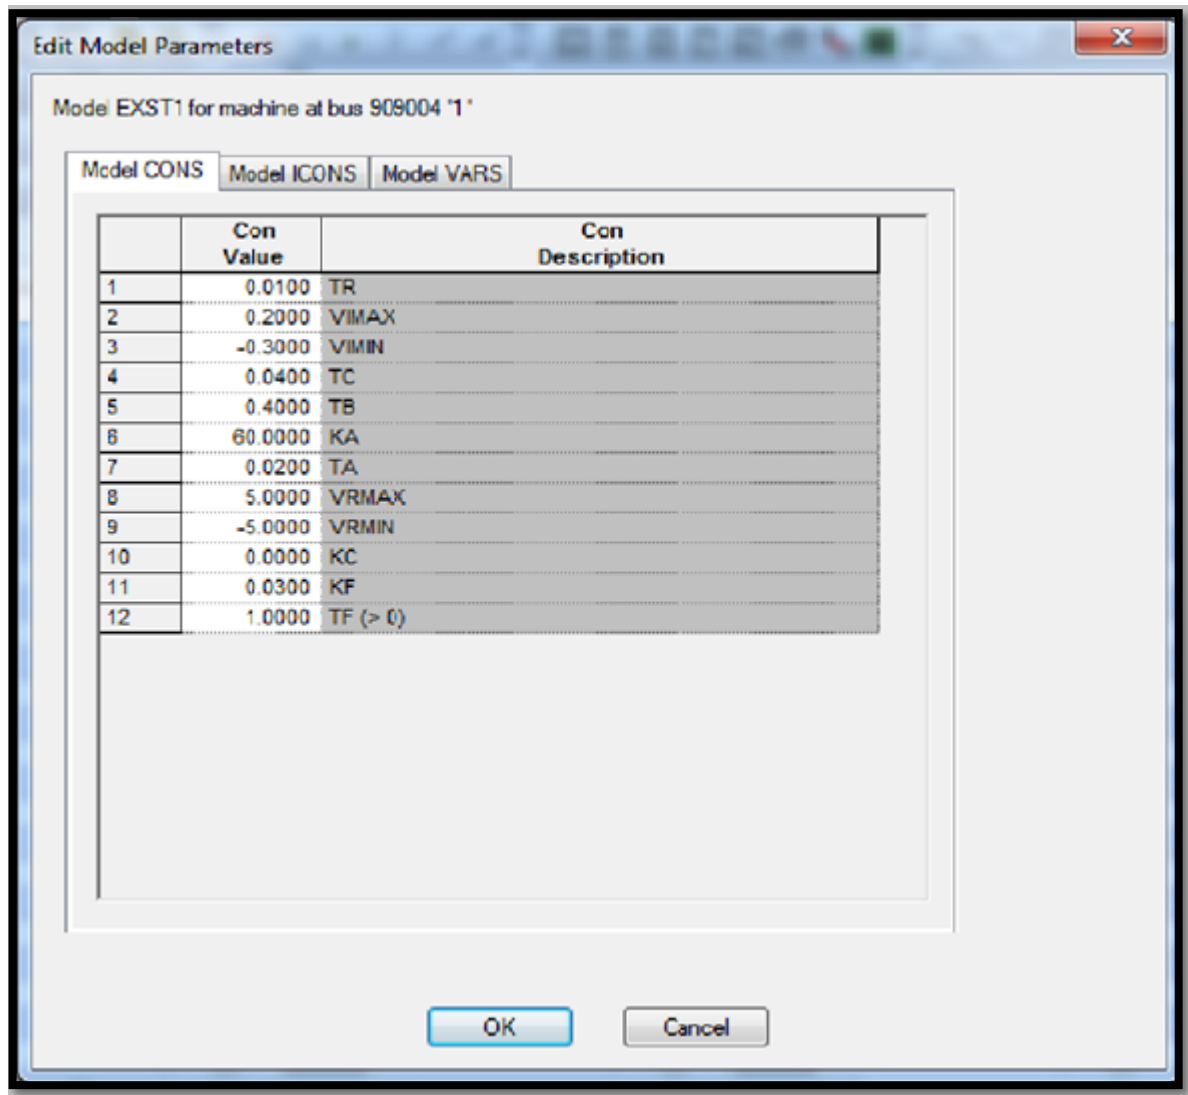 Edit Model Parameters
Model EXST1 for machine at bus 909004 '1 '
Model CONS Model ICONS Model VARS
Con Value Con Description
1 0.0100 TR
2 0.2000 VIMAX
3 -0.3000 VIMIN
4 0.0400 TC
5 0.4000 TB
6 60.0000 KA
7 0.0200 TA
8 5.0000 VRMAX
9 -5.0000 VRMIN
10 0.0000 KC
11 0.0300 KF
12 1.0000 TF (> 0)
OK Cancel